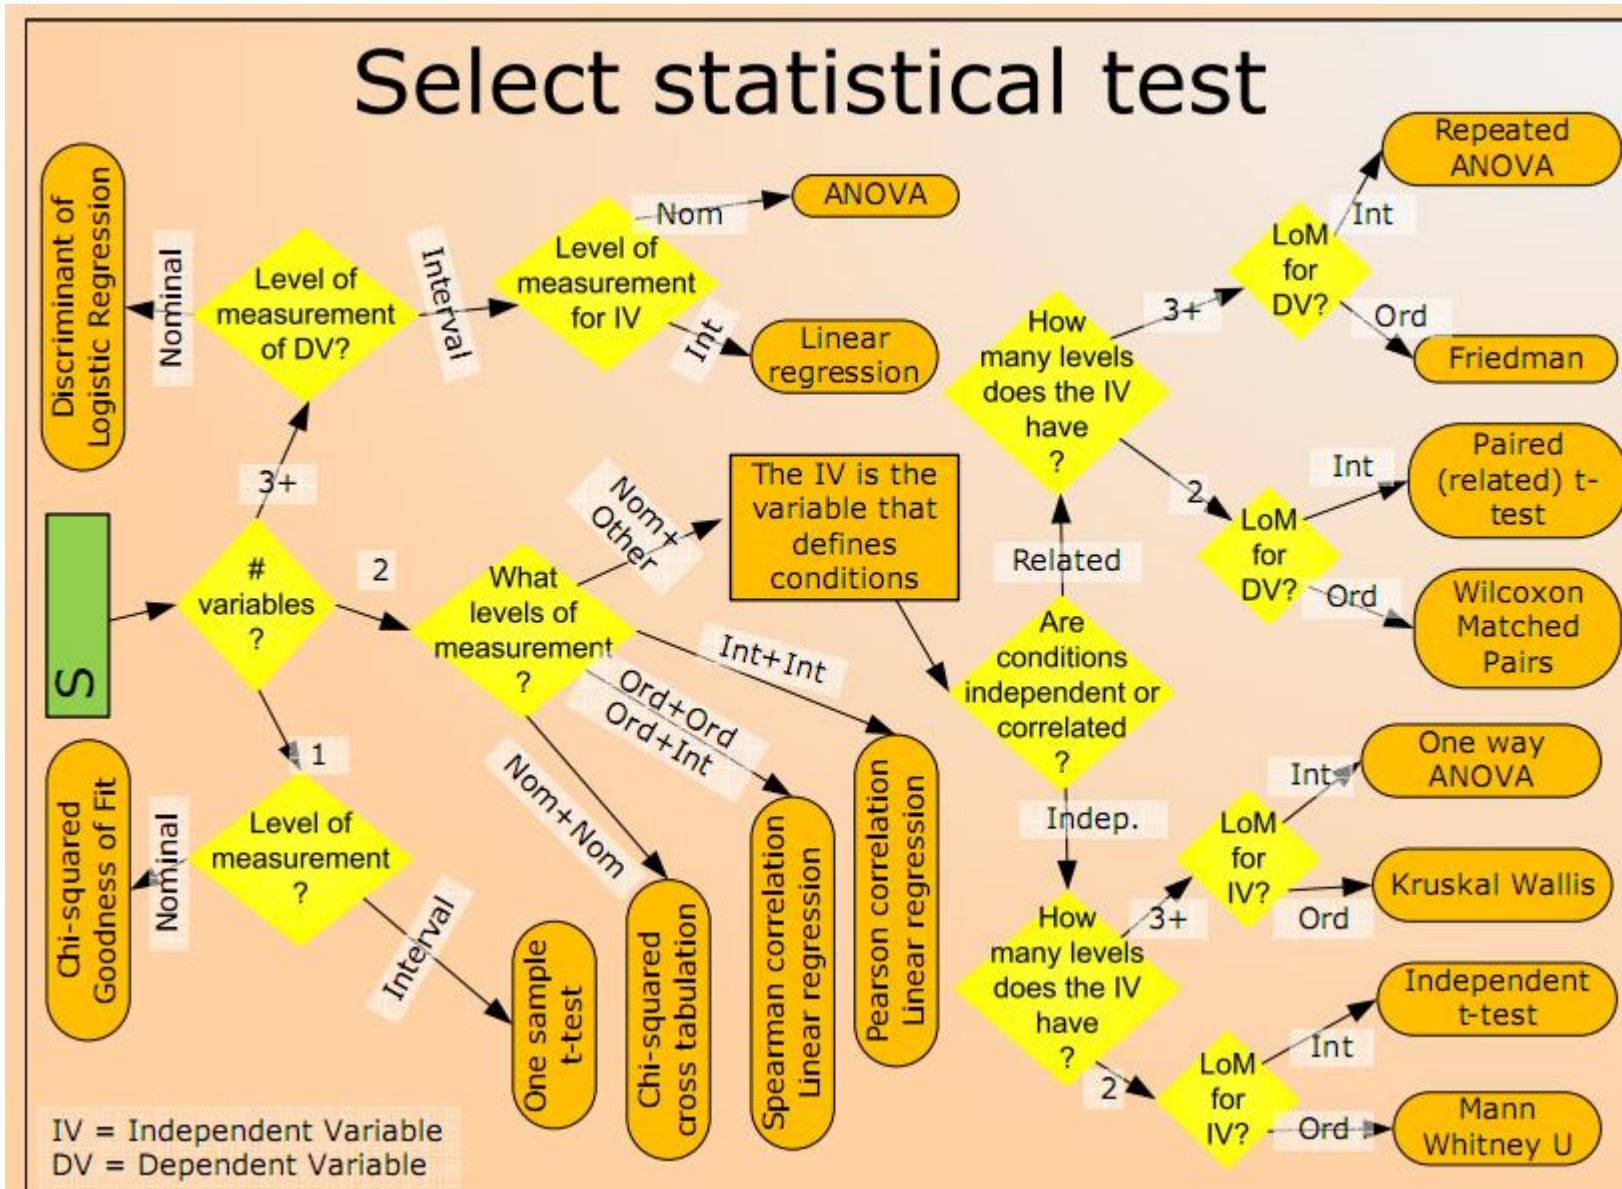 Select statistical test
Discriminant of
Logistic Regression
Nominal
Level of
measurement
of DV?
Interval
Level of
measurement
for IV
Nom
ANOVA
Int
Linear
regression
3+
S
#
variables
?
2
What
levels of
measurement
?
Nom+
Other
The IV is the
variable that
defines
conditions
Int+Int
Ord+Ord
Ord+Int
Nom+Nom
1
Level of
measurement
?
Nominal
Chi-squared
Goodness of Fit
Interval
One sample
t-test
Chi-squared
cross tabulation
Spearman correlation
Linear regression
Pearson correlation
Linear regression
Are
conditions
independent or
correlated
?
Related
How
many levels
does the IV
have
?
3+
LoM
for
DV?
Int
Repeated
ANOVA
Ord
Friedman
2
LoM
for
DV?
Int
Paired
(related) t-
test
Ord
Wilcoxon
Matched
Pairs
Indep.
How
many levels
does the IV
have
?
3+
LoM
for
IV?
Int
One way
ANOVA
Ord
Kruskal Wallis
2
LoM
for
IV?
Int
Independent
t-test
Ord
Mann
Whitney U
IV = Independent Variable
DV = Dependent Variable